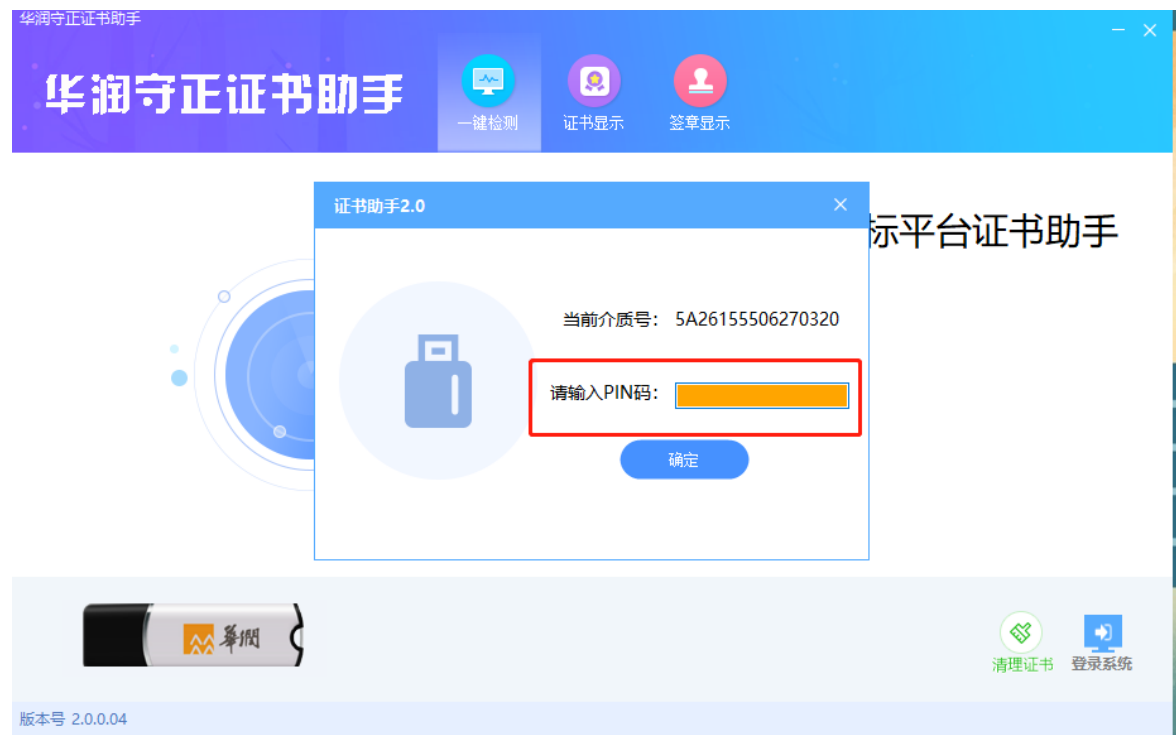 华润守正证书助手
华润守正证书助手
一键检测
证书显示
签章显示
证书助手2.0
标平台证书助手
当前介质号： 5A26155506270320
请输入PIN码：
确定
華潤
清理证书
登录系统
版本号 2.0.0.04